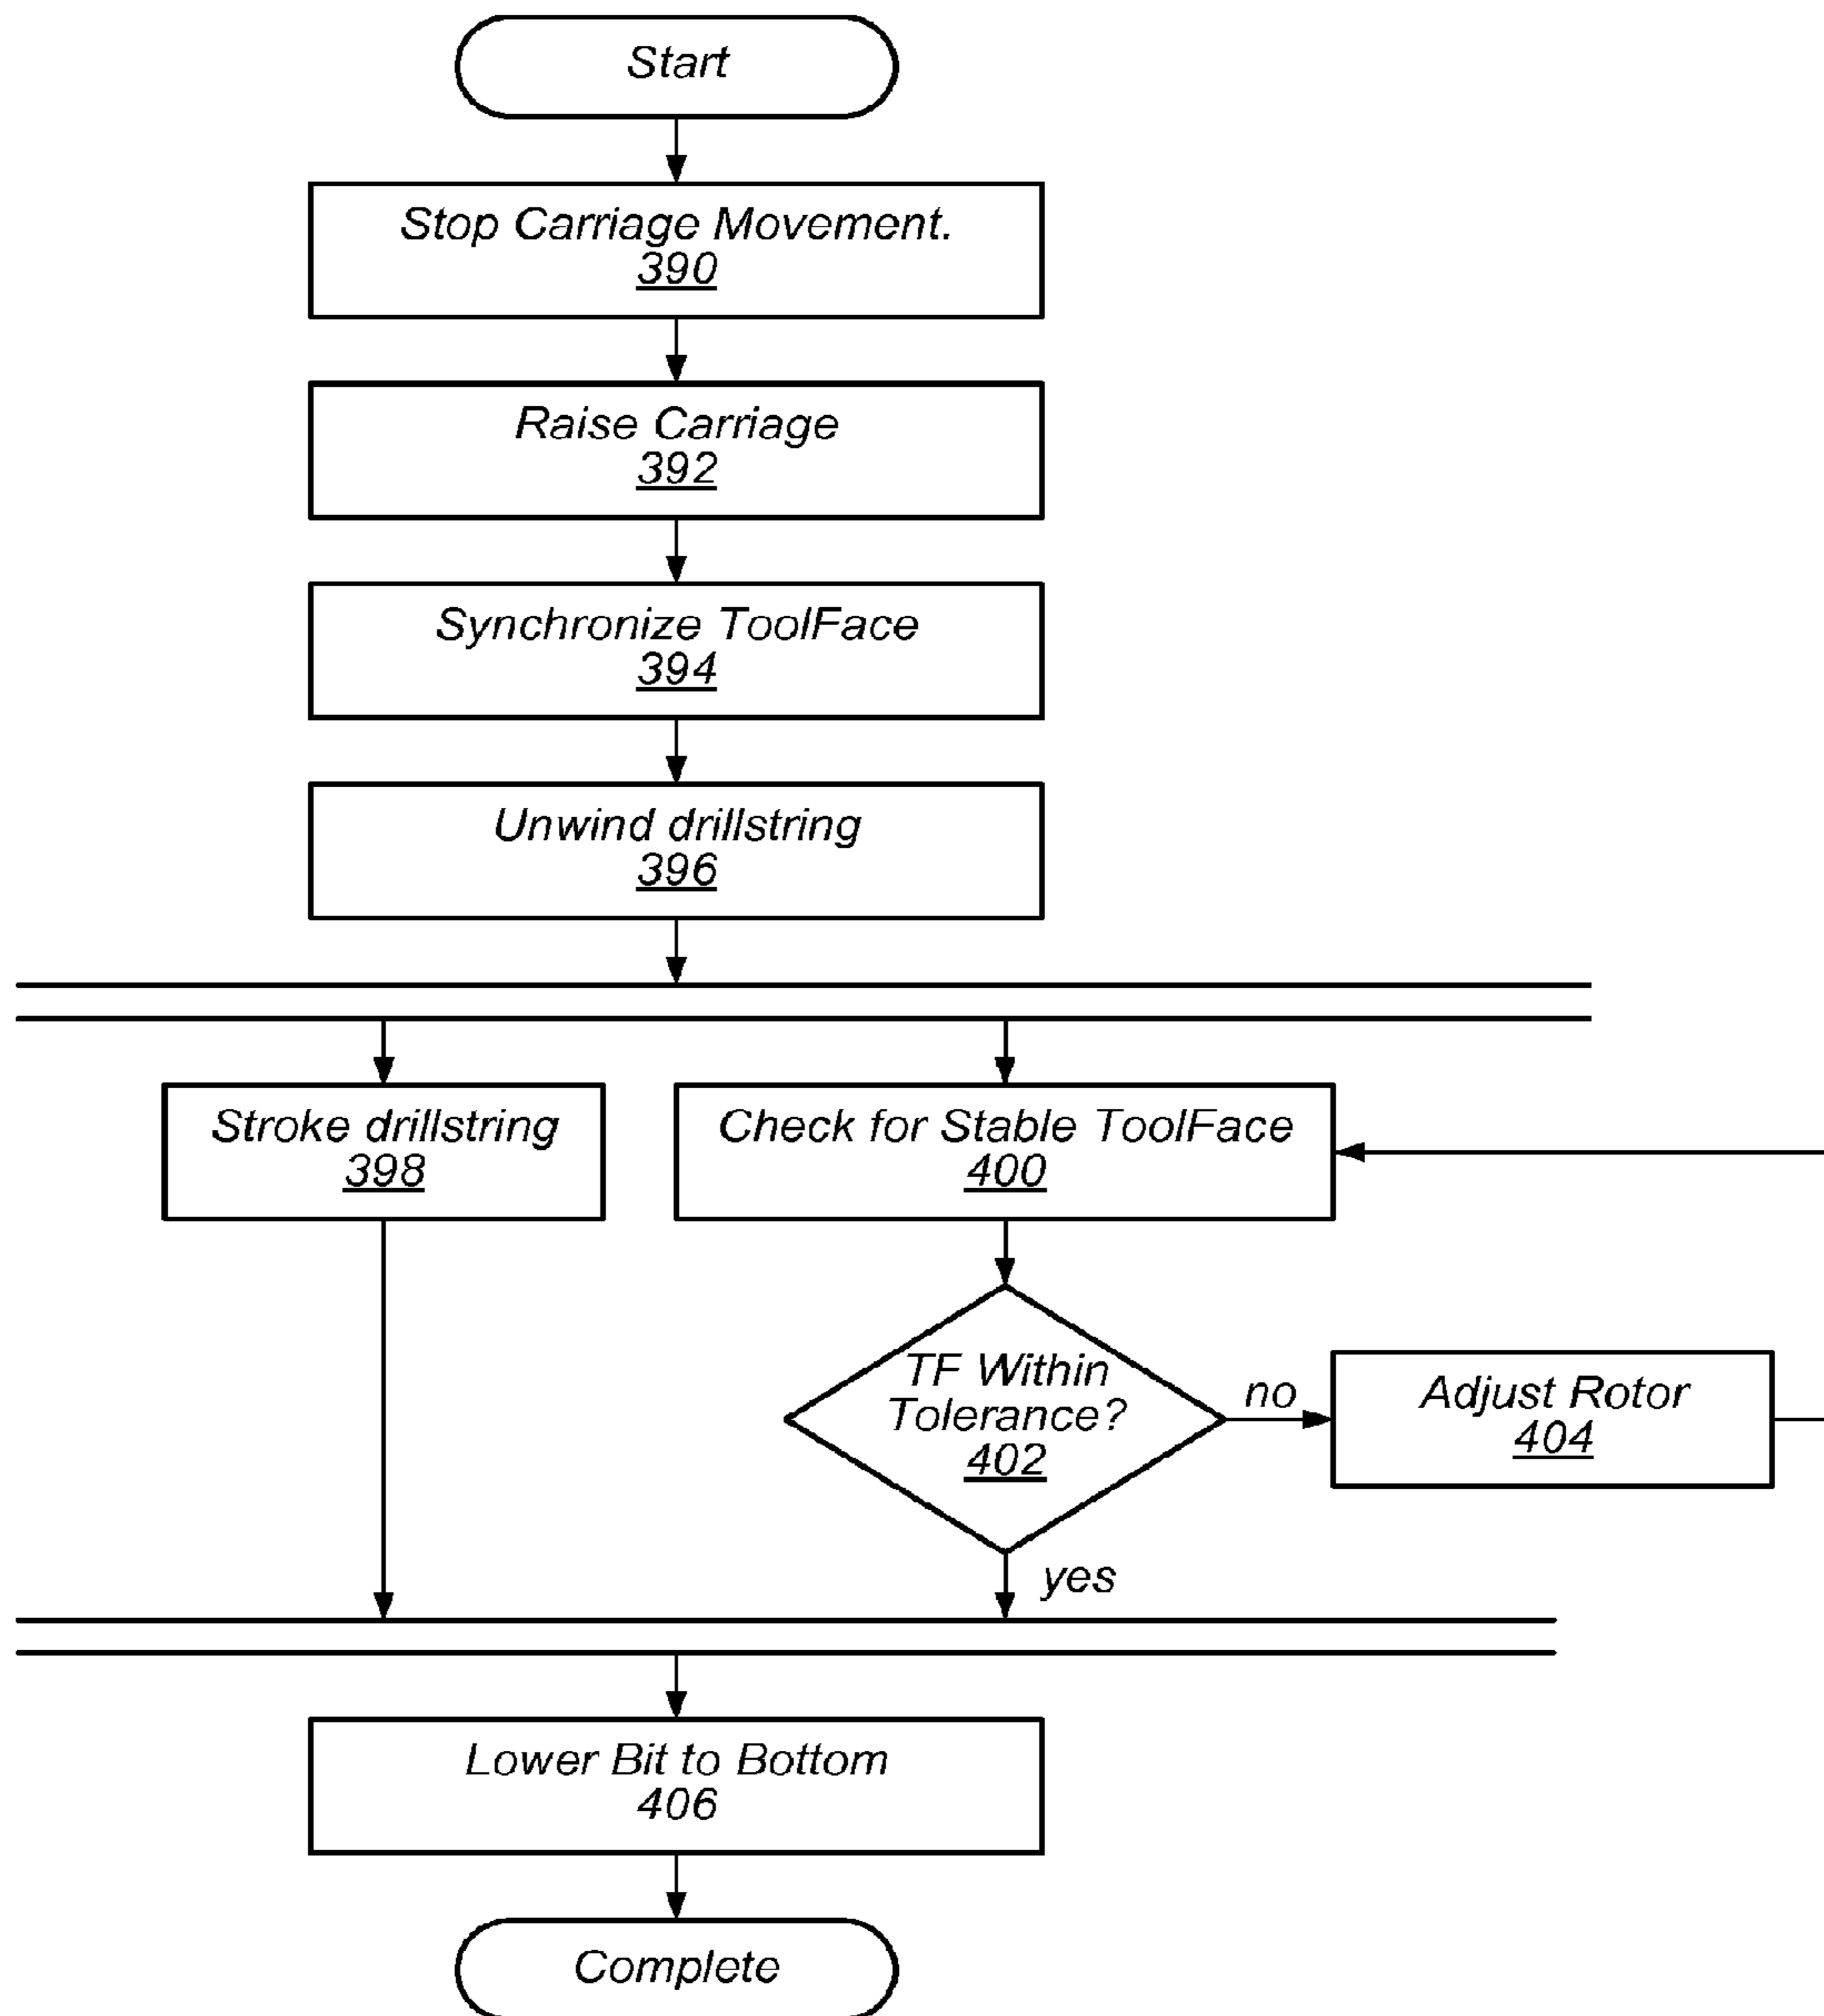 Start
Stop Carriage Movement.
390
Raise Carriage
392
Synchronize ToolFace
394
Unwind drillstring
396
Stroke drillstring
398
Check for Stable ToolFace
400
TF Within
Tolerance?
402
no
Adjust Rotor
404
yes
Lower Bit to Bottom
406
Complete